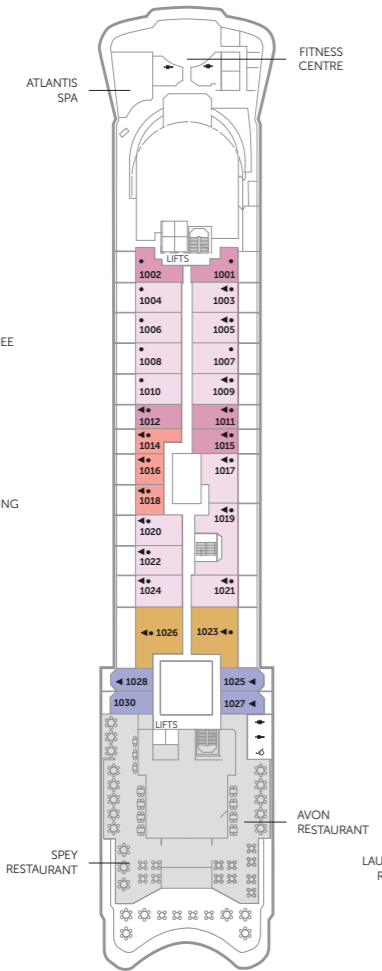 FITNESS
CENTRE
ATLANTIS
SPA
LIFTS
1002 1001
1004 1003
1006 1005
EE
1008 1007
1010 1009
1012 1011
1014 1015
1016 1017
1018
NG
1019
1020
1022
1024 1021
1026 1023
1028 1025
1030 1027
LIFTS
AVON
RESTAURANT
SPEY
RESTAURANT
LAU
R